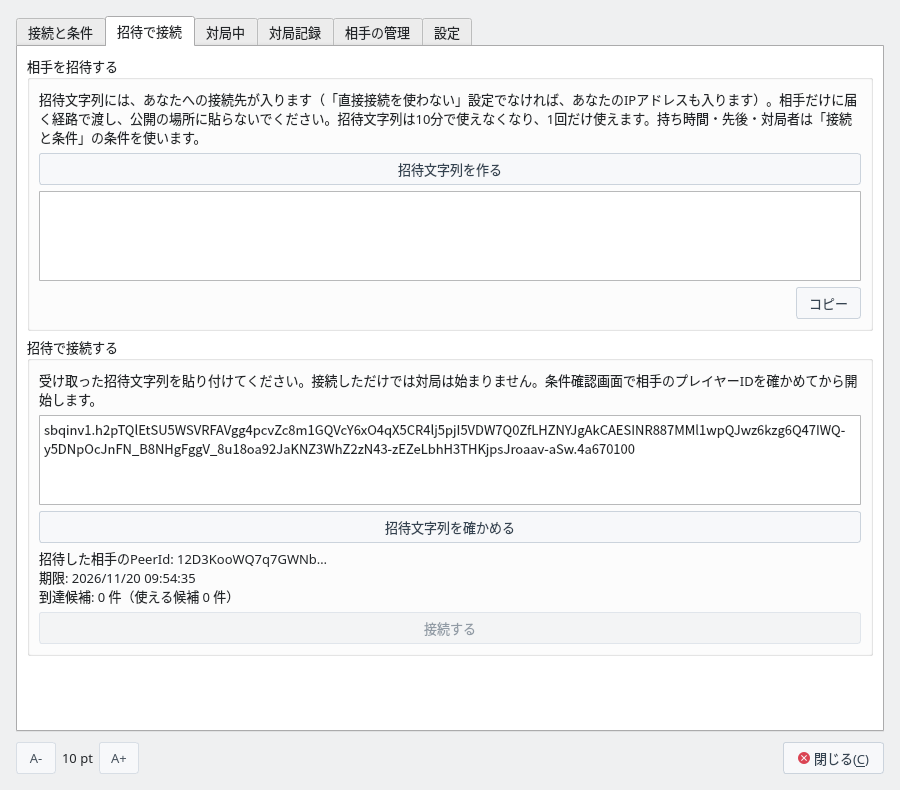 接続と条件 招待で接続 対局中 対局記録 相手の管理 設定
相手を招待する
招待文字列には、あなたへの接続先が入ります（「直接接続を使わない」設定でなければ、あなたのIPアドレスも入ります）。相手だけに届
く経路で渡し、公開の場所に貼らないでください。招待文字列は10分で使えなくなり、1回だけ使えます。持ち時間・先後・対局者は「接続
と条件」の条件を使います。
招待文字列を作る
コピー
招待で接続する
受け取った招待文字列を貼り付けてください。接続しただけでは対局は始まりません。条件確認画面で相手のプレイヤーIDを確かめてから開
始します。
sbqinv1.h2pTQlEtSU5WSVRFAVgg4pcvZc8m1GQVcY6xO4qX5CR4lj5pjI5VDW7Q0ZfLHZNYJgAkCAESINR887MMl1wpQJwz6kzg6Q47IWQ-
y5DNpOcJnFN_B8NHgFggV_8u18oa92JaKNZ3WhZ2zN43-zEZeLbhH3THKjpsJroaav-aSw.4a670100
招待文字列を確かめる
招待した相手のPeerId: 12D3KooWQ7q7GWNb...
期限: 2026/11/20 09:54:35
到達候補: 0 件（使える候補 0 件）
接続する
A- 10 pt A+ 閉じる(C)